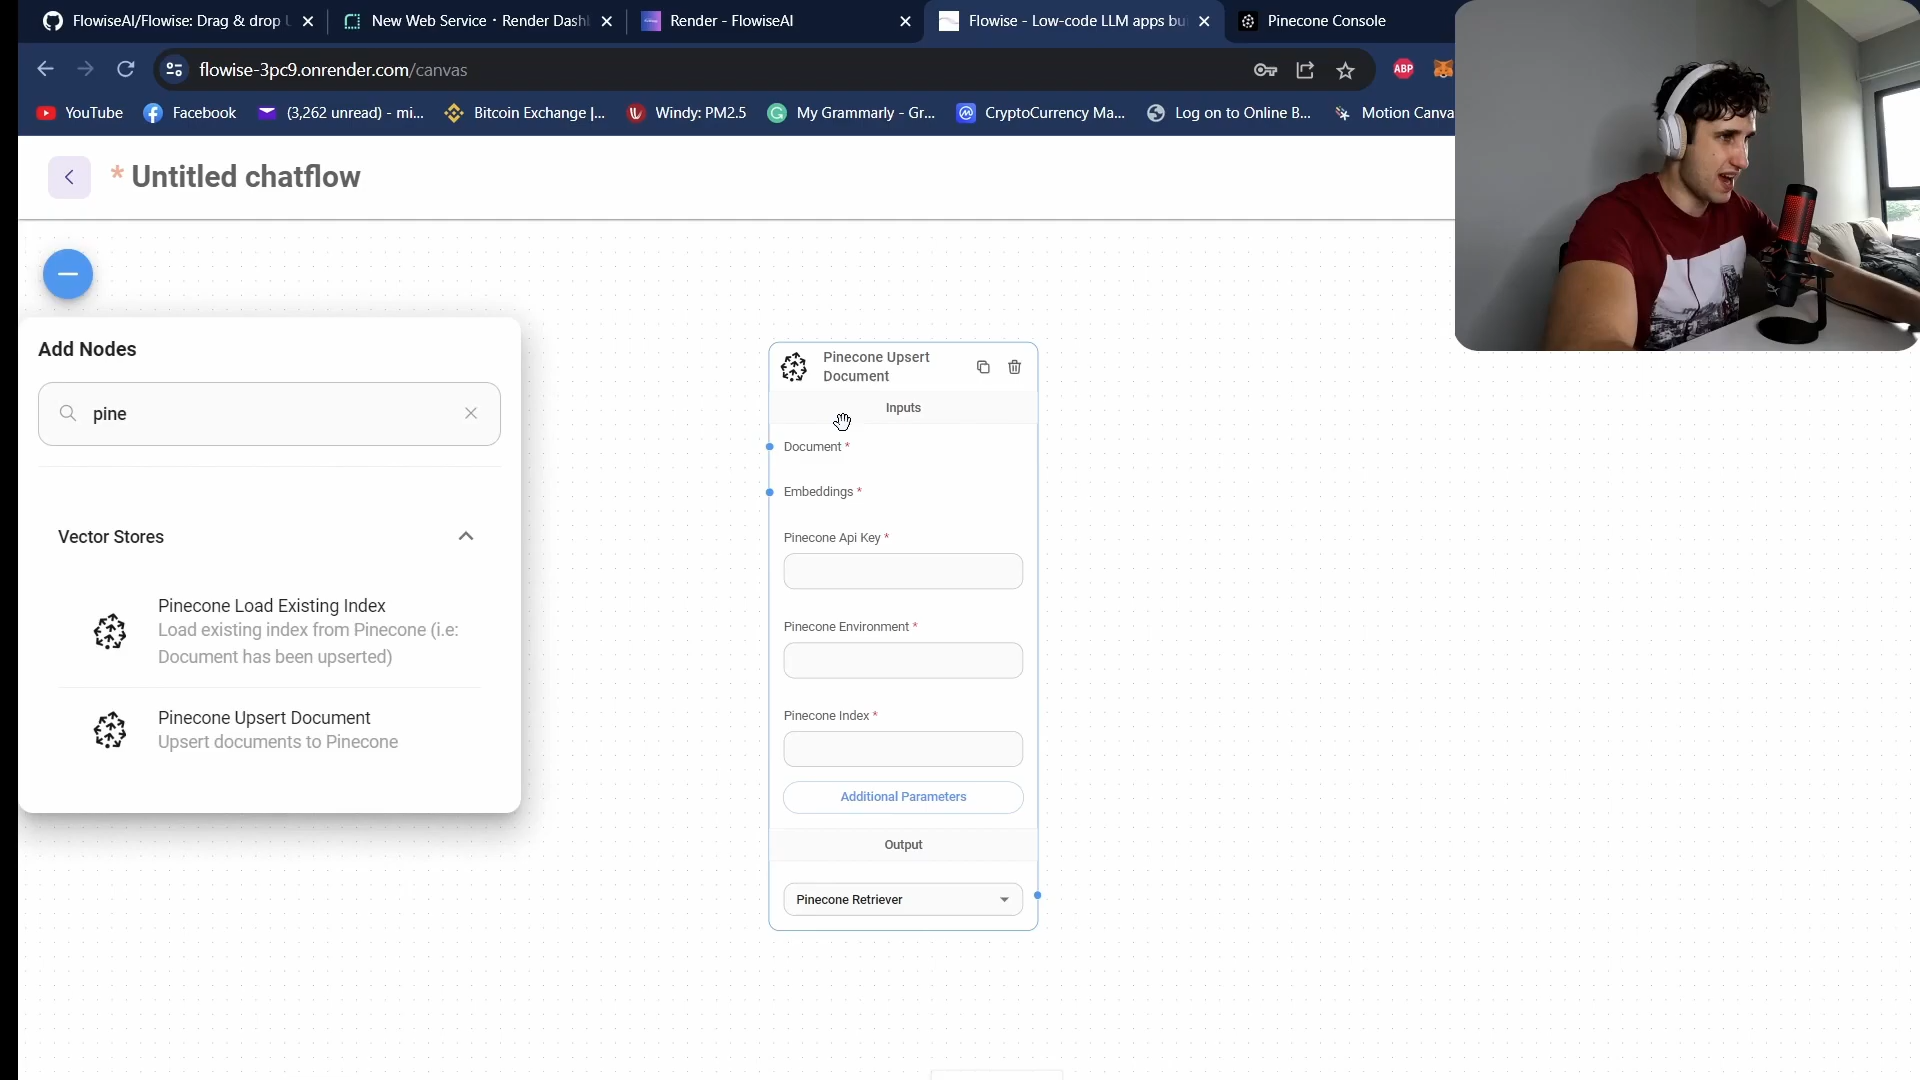 FlowiseAI/Flowise: Drag & drop
New Web Service · Render Dash
Render - FlowiseAI
Flowise - Low-code LLM apps bu
Pinecone Console
flowise-3pc9.onrender.com/canvas
ABP
YouTube
Facebook
(3,262 unread) - mi...
Bitcoin Exchange |...
Windy: PM2.5
My Grammarly - Gr...
CryptoCurrency Ma...
Log on to Online B...
Motion Canva
* Untitled chatflow
Add Nodes
pine
Vector Stores
Pinecone Load Existing Index
Load existing index from Pinecone (i.e:
Document has been upserted)
Pinecone Upsert Document
Upsert documents to Pinecone
Pinecone Upsert
Document
Inputs
Document *
Embeddings *
Pinecone Api Key *
Pinecone Environment *
Pinecone Index *
Additional Parameters
Output
Pinecone Retriever